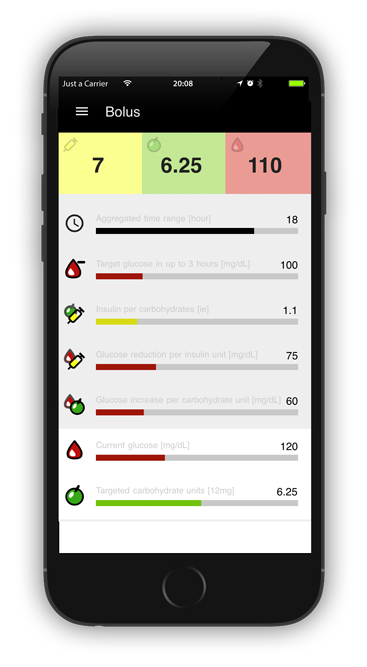 Just a Carrier 20:08
Bolus
7 6.25 110
Aggregated time range [hour] 18
Target glucose in up to 3 hours [mg/dL] 100
Insulin per carbohydrates [ie] 1.1
Glucose reduction per insulin unit [mg/dL] 75
Glucose increase per carbohydrate unit [mg/dL] 60
Current glucose [mg/dL] 120
Targeted carbohydrate units [12mg] 6.25